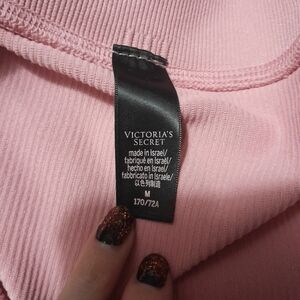 VICTORIA'S
SECRET
made in Israel/
fabriqué en Israël/
hecho en Israel/
fabbricato in Israele/
以色列制造
M
170/72A